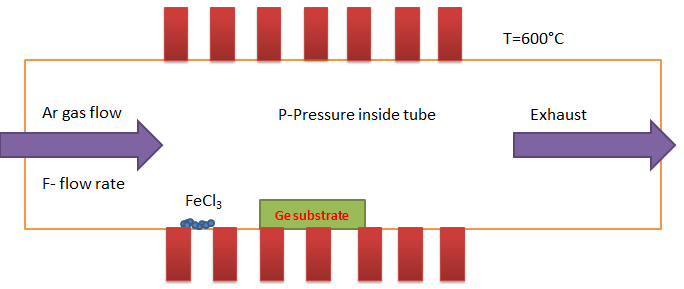 T=600°C
Ar gas flow
P-Pressure inside tube
Exhaust
F- flow rate
FeCl₃
Ge substrate